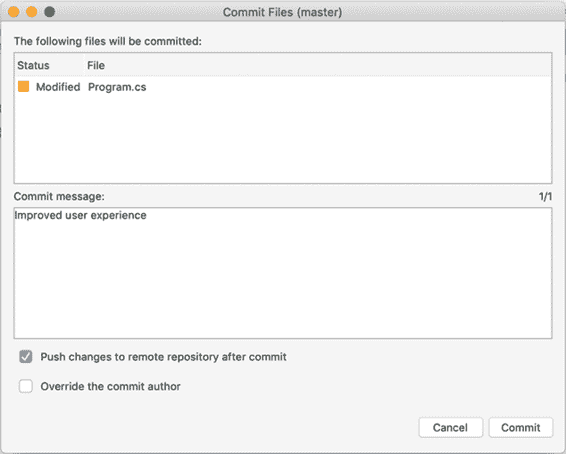 Commit Files (master)
The following files will be committed:
Status File
Modified Program.cs
Commit message: 1/1
Improved user experience
Push changes to remote repository after commit
Override the commit author
Cancel Commit